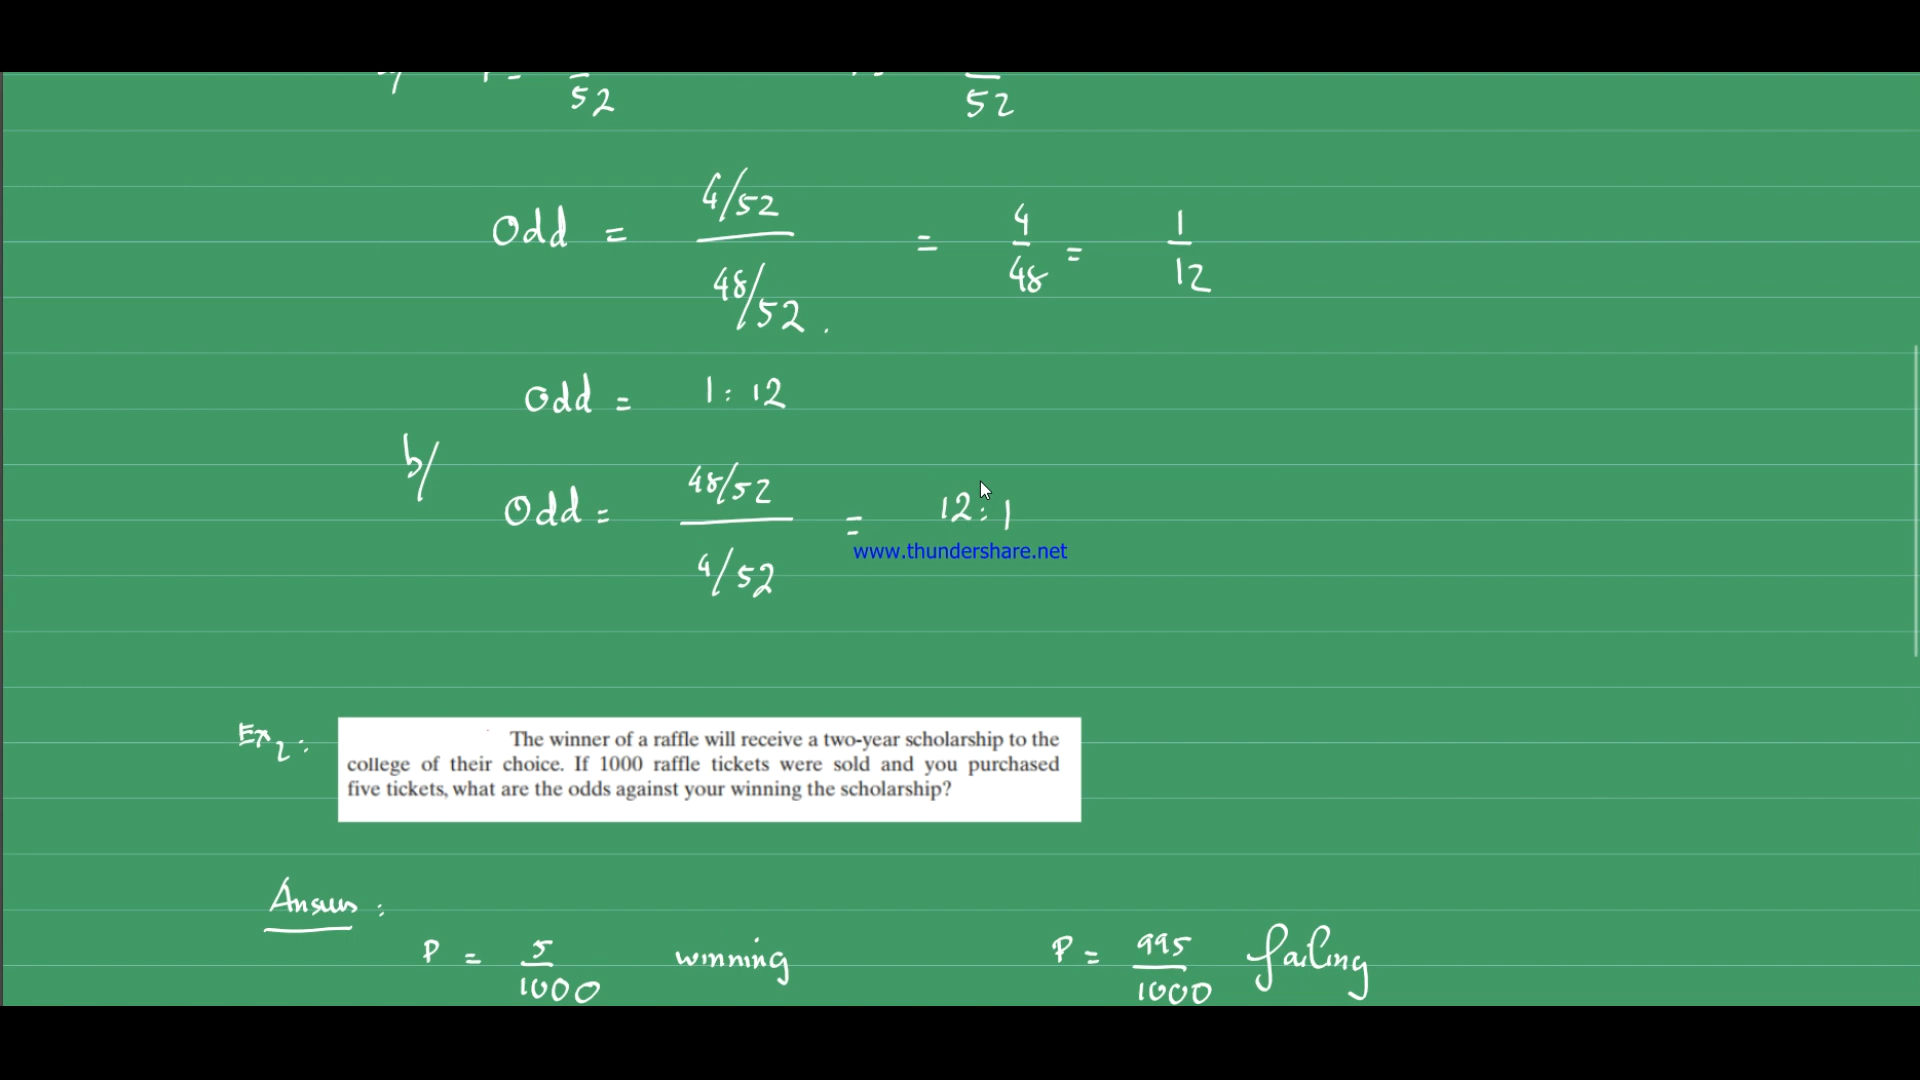 52 52
Odd = 4/52 / 48/52 . = 4/48 = 1/12
Odd = 1 : 12
b/ Odd = 48/52 / 4/52 = 12 : 1
www.thundershare.net
Ex2 :
The winner of a raffle will receive a two-year scholarship to the
college of their choice. If 1000 raffle tickets were sold and you purchased
five tickets, what are the odds against your winning the scholarship?
Answer :
P = 5/1000 winning P = 995/1000 failing